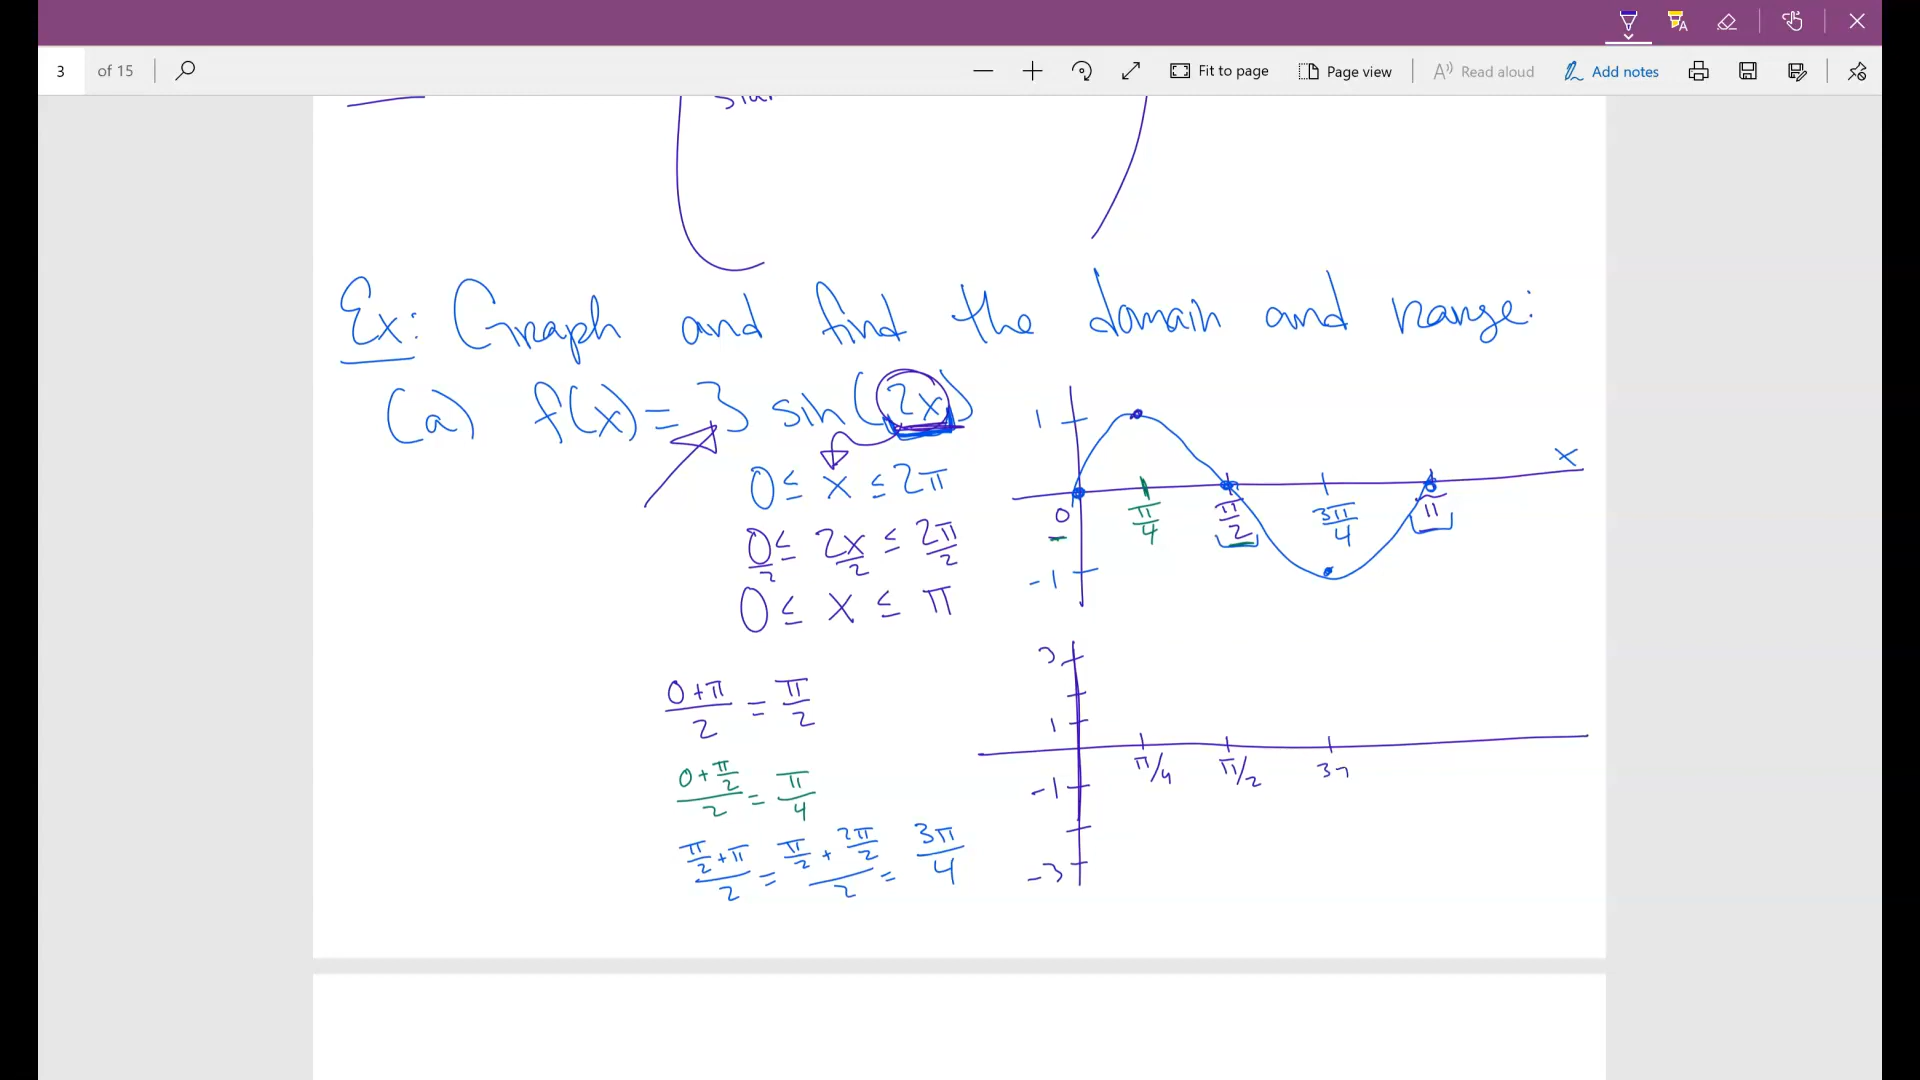 3 of 15 Fit to page Page view Read aloud Add notes
Ex: Graph and find the domain and range:
(a) f(x) = 3 sin(2x)
0 ≤ x ≤ 2π
0/2 ≤ 2x/2 ≤ 2π/2
0 ≤ x ≤ π
(0+π)/2 = π/2
(0+π/2)/2 = π/4
(π/2+π)/2 = (π/2+2π/2)/2 = 3π/4
1
x
0 π/4 π/2 3π/4 π
-1
3
1
π/4 π/2
-1
-3